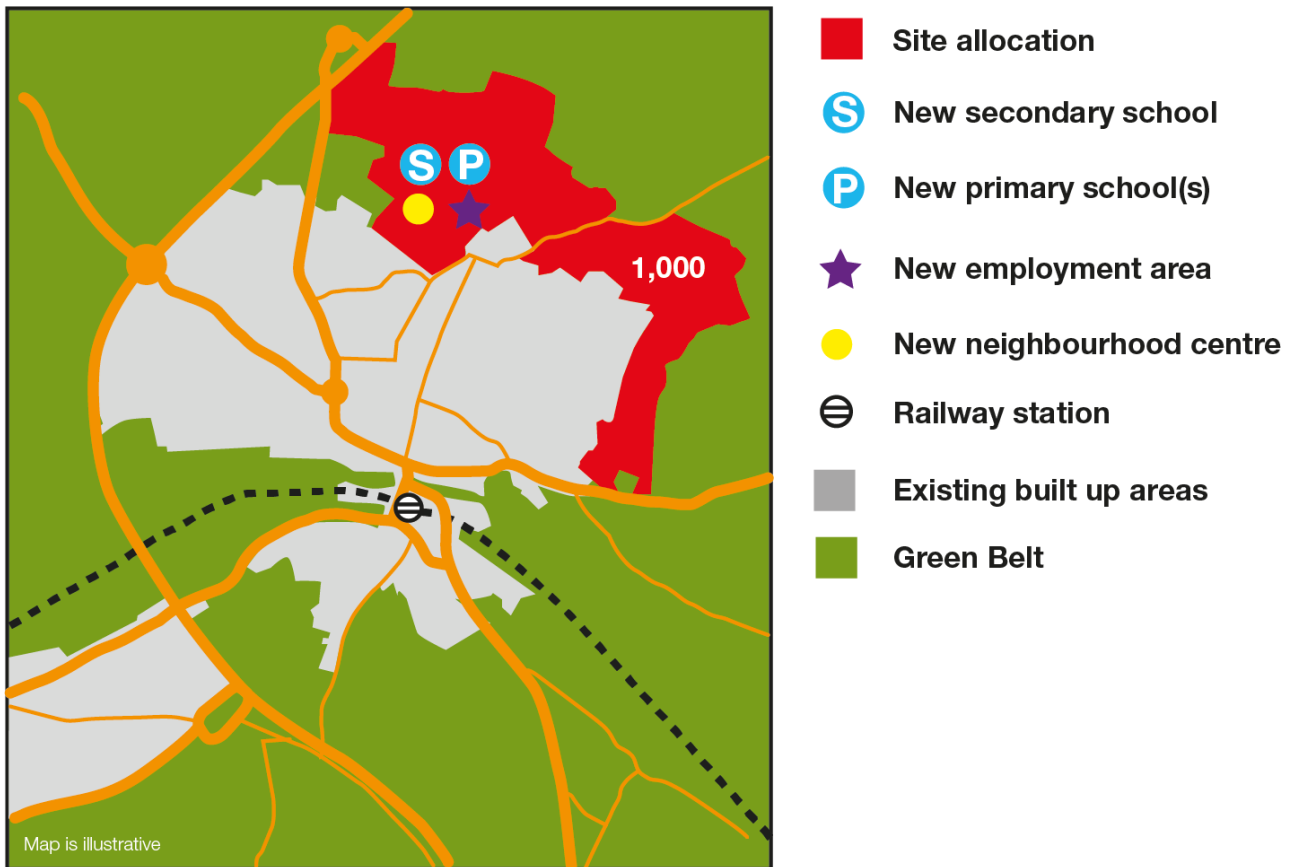 S P
1,000
Map is illustrative
Site allocation
S New secondary school
P New primary school(s)
New employment area
New neighbourhood centre
Railway station
Existing built up areas
Green Belt